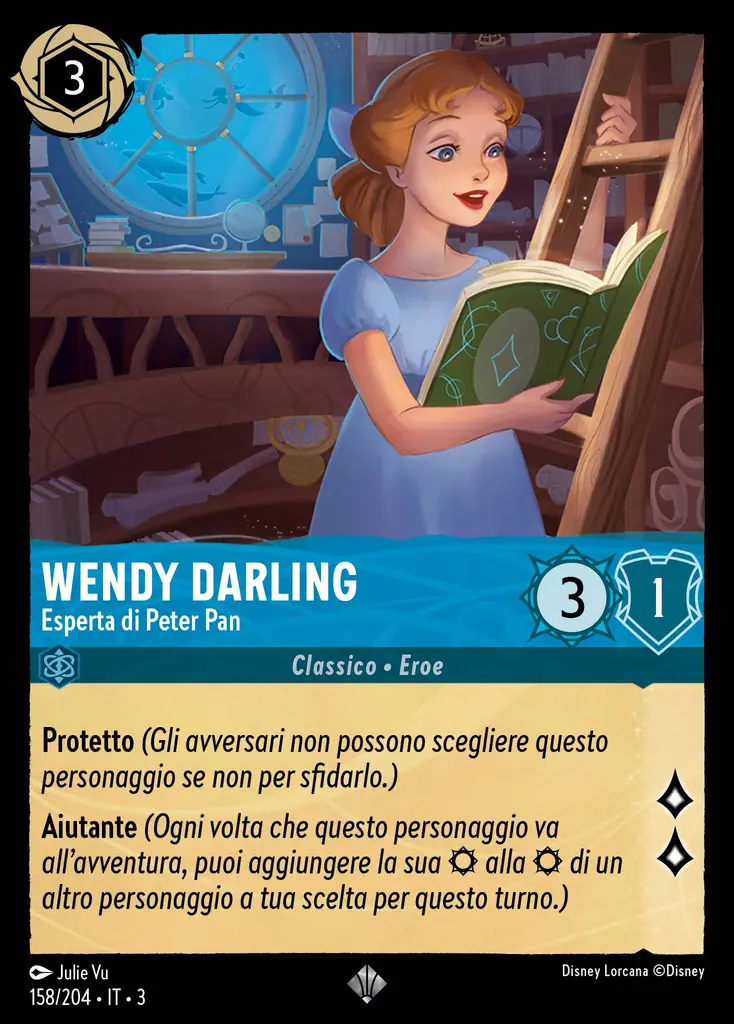 3
WENDY DARLING
Esperta di Peter Pan
3
1
Classico • Eroe
Protetto (Gli avversari non possono scegliere questo
personaggio se non per sfidarlo.)
Aiutante (Ogni volta che questo personaggio va
all’avventura, puoi aggiungere la sua alla di un
altro personaggio a tua scelta per questo turno.)
Julie Vu
Disney Lorcana ©Disney
158/204 • IT • 3